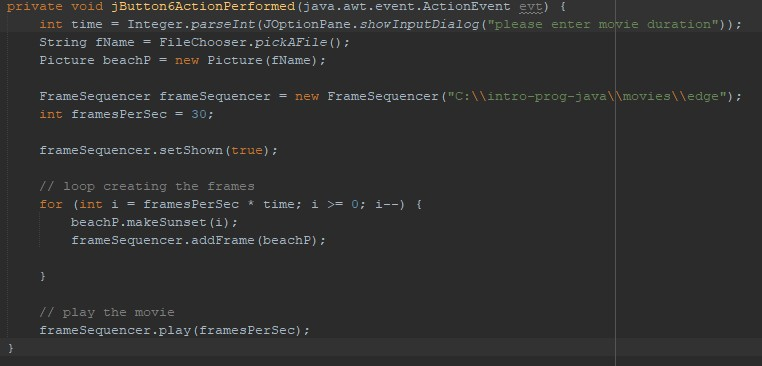 private void jButton6ActionPerformed(java.awt.event.ActionEvent evt) {
int time = Integer.parseInt(JOptionPane.showInputDialog("please enter movie duration"));
String fName = FileChooser.pickAFile();
Picture beachP = new Picture(fName);
FrameSequencer frameSequencer = new FrameSequencer("C:\\intro-prog-java\\movies\\edge");
int framesPerSec = 30;
frameSequencer.setShown(true);
// loop creating the frames
for (int i = framesPerSec * time; i >= 0; i--) {
beachP.makeSunset(i);
frameSequencer.addFrame(beachP);
}
// play the movie
frameSequencer.play(framesPerSec);
}